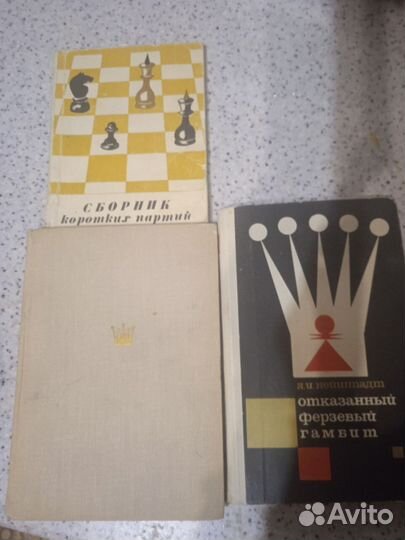 СБОРНИК
коротких партий
Я.И. Нейштадт
отказанный
ферзевый
гамбит
Avito